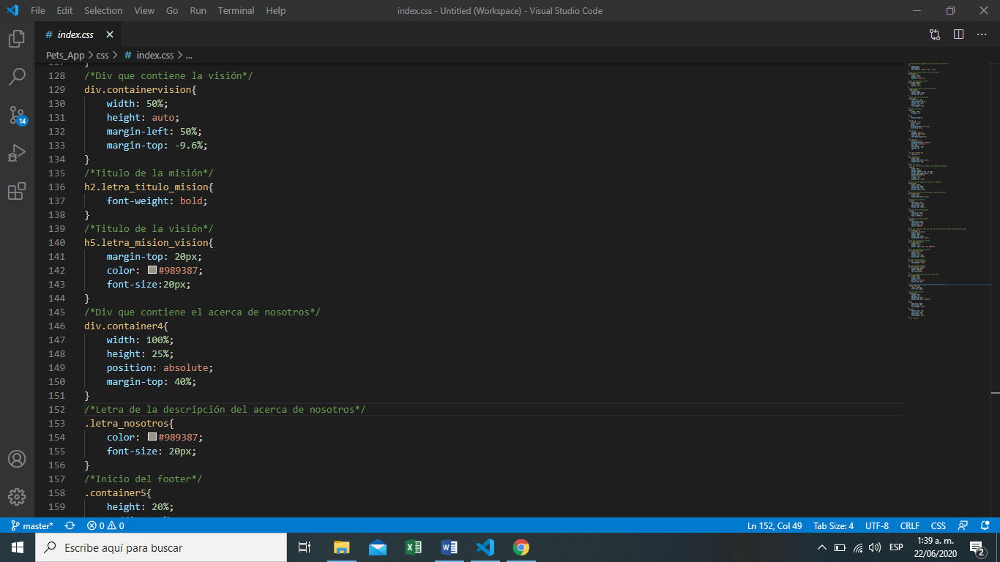 File Edit Selection View Go Run Terminal Help index.css - Untitled (Workspace) - Visual Studio Code
# index.css
Pets_App > css > # index.css > ...
127 }
128 /*Div que contiene la visión*/
129 div.containervision{
130 width: 50%;
131 height: auto;
132 margin-left: 50%;
133 margin-top: -9.6%;
134 }
135 /*Titulo de la misión*/
136 h2.letra_titulo_mision{
137 font-weight: bold;
138 }
139 /*Titulo de la visión*/
140 h5.letra_mision_vision{
141 margin-top: 20px;
142 color: #989387;
143 font-size:20px;
144 }
145 /*Div que contiene el acerca de nosotros*/
146 div.container4{
147 width: 100%;
148 height: 25%;
149 position: absolute;
150 margin-top: 40%;
151 }
152 /*Letra de la descripción del acerca de nosotros*/
153 .letra_nosotros{
154 color: #989387;
155 font-size: 20px;
156 }
157 /*Inicio del footer*/
158 .container5{
159 height: 20%;
14
master* 0 0 Ln 152, Col 49 Tab Size: 4 UTF-8 CRLF CSS
Escribe aquí para buscar
ESP
1:39 a. m.
22/06/2020
2